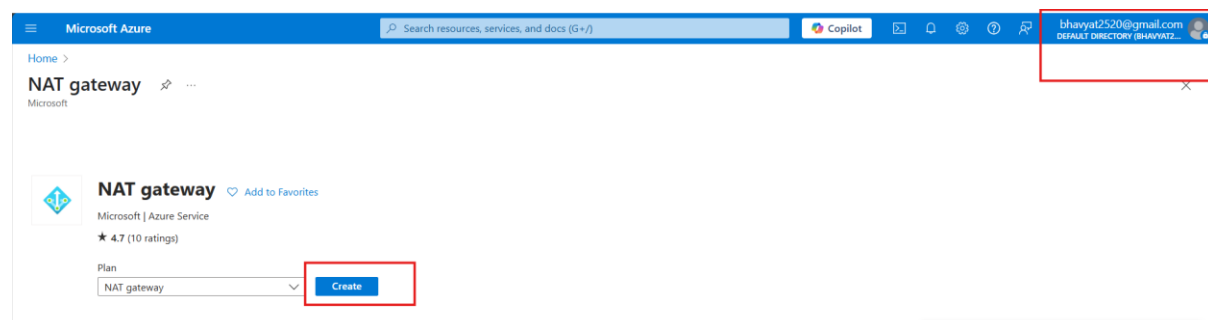 Microsoft Azure
Search resources, services, and docs (G+/)
Copilot
bhavyat2520@gmail.com
DEFAULT DIRECTORY (BHAVYAT2...
Home >
NAT gateway
...
Microsoft
NAT gateway
Add to Favorites
Microsoft | Azure Service
★ 4.7 (10 ratings)
Plan
NAT gateway
Create